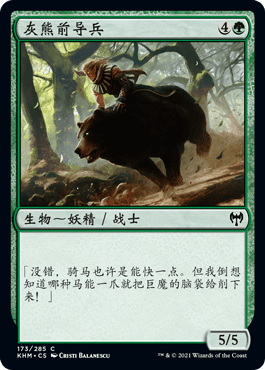 灰熊前导兵 4
生物～妖精／战士
「没错，骑马也许是能快一点。但我倒想
知道哪种马能一爪就把巨魔的脑袋给削下
来！」
5/5
173/285 C
KHM • CS CRISTI BALANESCU
™ & © 2021 Wizards of the Coast